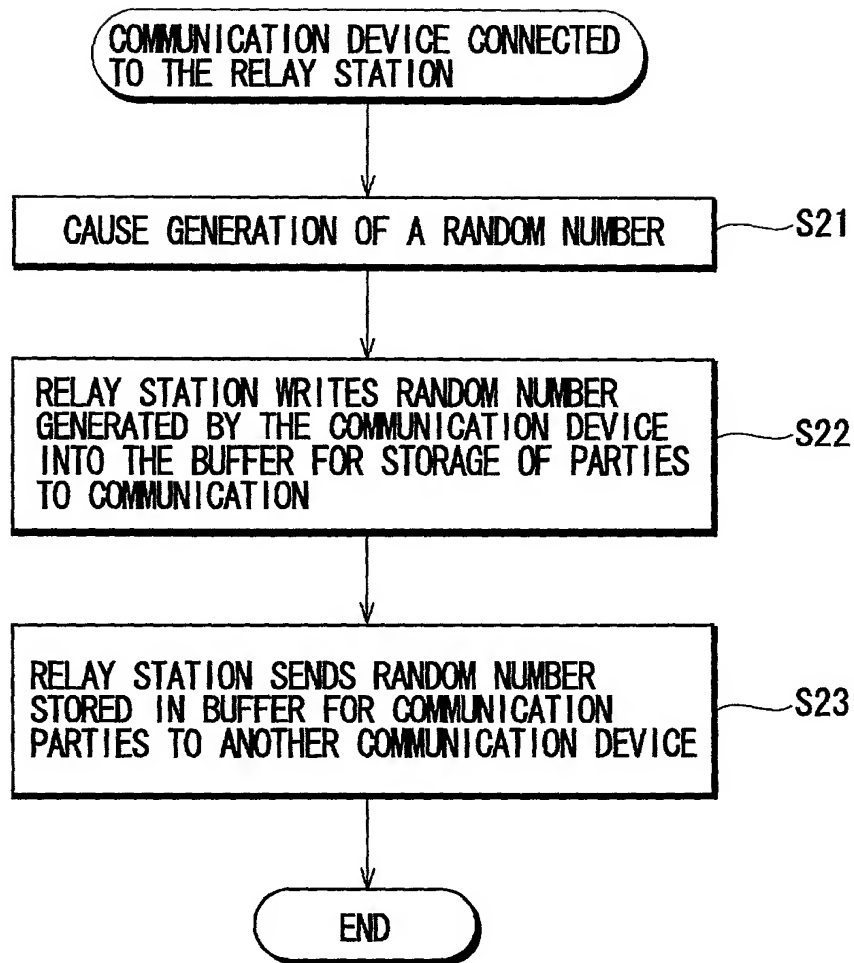 COMMUNICATION DEVICE CONNECTED
TO THE RELAY STATION
CAUSE GENERATION OF A RANDOM NUMBER
S21
RELAY STATION WRITES RANDOM NUMBER
GENERATED BY THE COMMUNICATION DEVICE
INTO THE BUFFER FOR STORAGE OF PARTIES
TO COMMUNICATION
S22
RELAY STATION SENDS RANDOM NUMBER
STORED IN BUFFER FOR COMMUNICATION
PARTIES TO ANOTHER COMMUNICATION DEVICE
S23
END